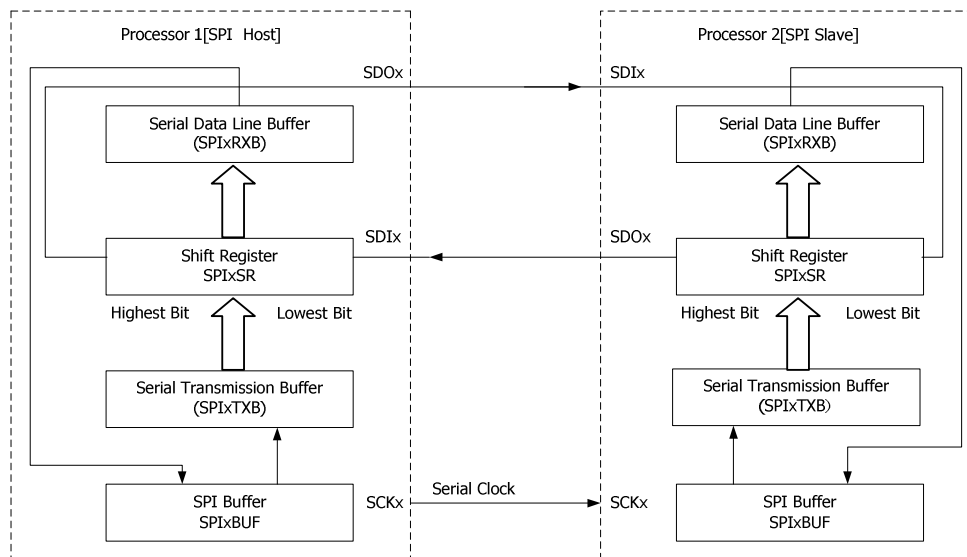 Processor 1[SPI Host]
Processor 2[SPI Slave]
SDOx
SDIx
Serial Data Line Buffer
(SPIxRXB)
Serial Data Line Buffer
(SPIxRXB)
SDIx
SDOx
Shift Register
SPIxSR
Shift Register
SPIxSR
Highest Bit
Lowest Bit
Highest Bit
Lowest Bit
Serial Transmission Buffer
(SPIxTXB)
Serial Transmission Buffer
(SPIxTXB)
SPI Buffer
SPIxBUF
SCKx
Serial Clock
SCKx
SPI Buffer
SPIxBUF